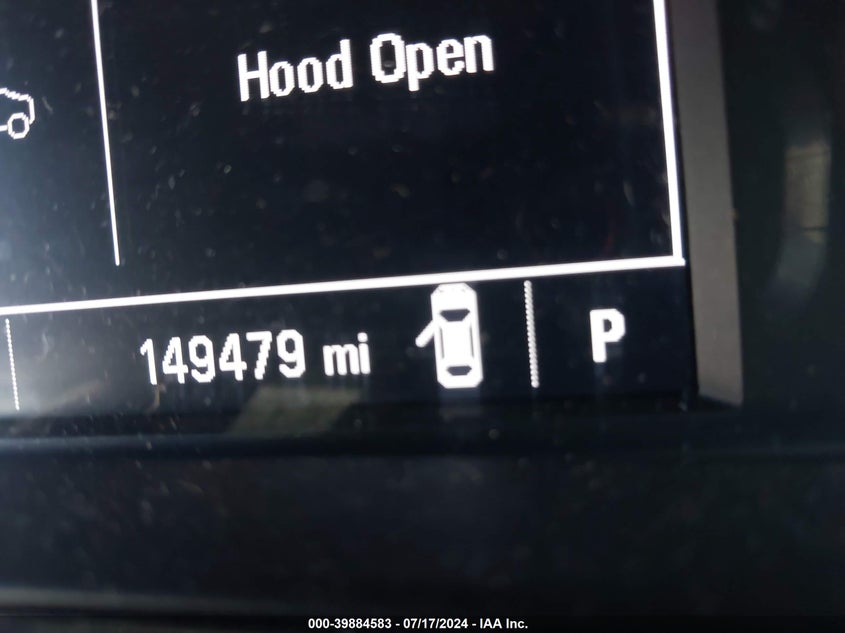 Hood Open
149479 mi
P
000-39884583 - 07/17/2024 - IAA Inc.